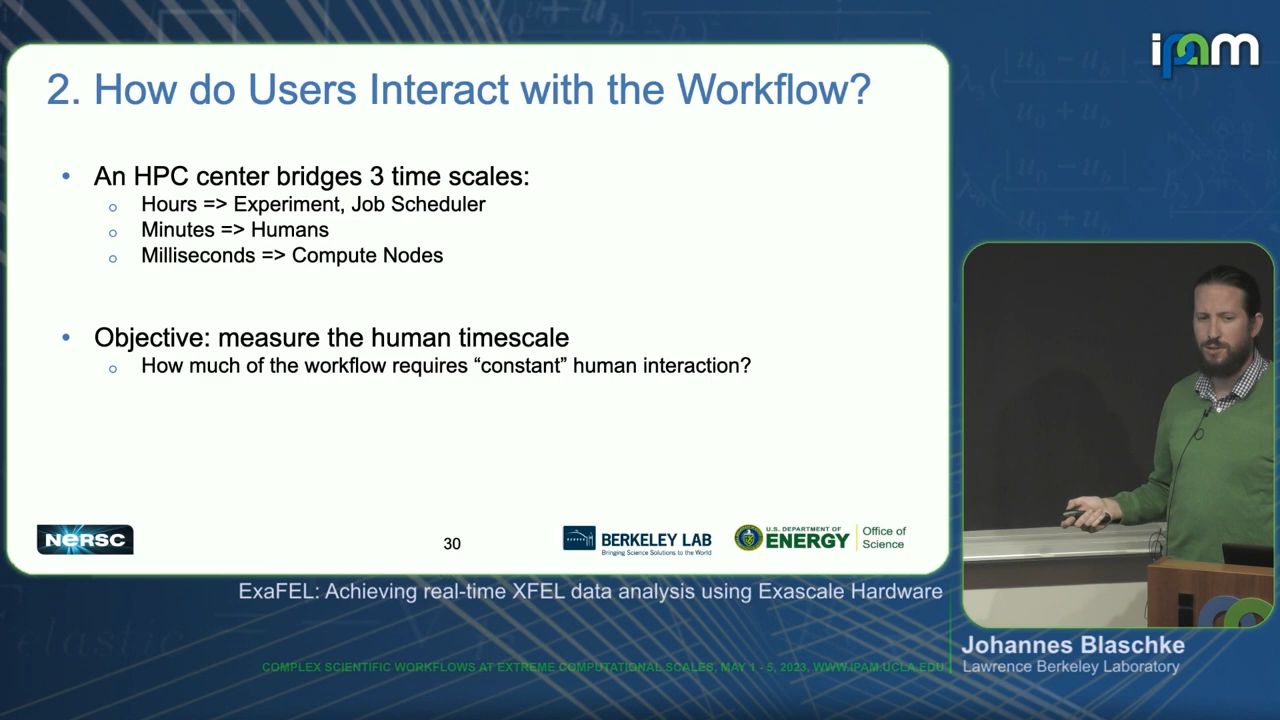 ipam
2. How do Users Interact with the Workflow?
• An HPC center bridges 3 time scales:
○ Hours => Experiment, Job Scheduler
○ Minutes => Humans
○ Milliseconds => Compute Nodes
• Objective: measure the human timescale
○ How much of the workflow requires “constant” human interaction?
NERSC
30
BERKELEY LAB
Bringing Science Solutions to the World
U.S. DEPARTMENT OF
ENERGY
Office of
Science
ExaFEL: Achieving real-time XFEL data analysis using Exascale Hardware
Johannes Blaschke
Lawrence Berkeley Laboratory
COMPLEX SCIENTIFIC WORKFLOWS AT EXTREME COMPUTATIONAL SCALES, MAY 1 - 5, 2023, WWW.IPAM.UCLA.EDU
elastic